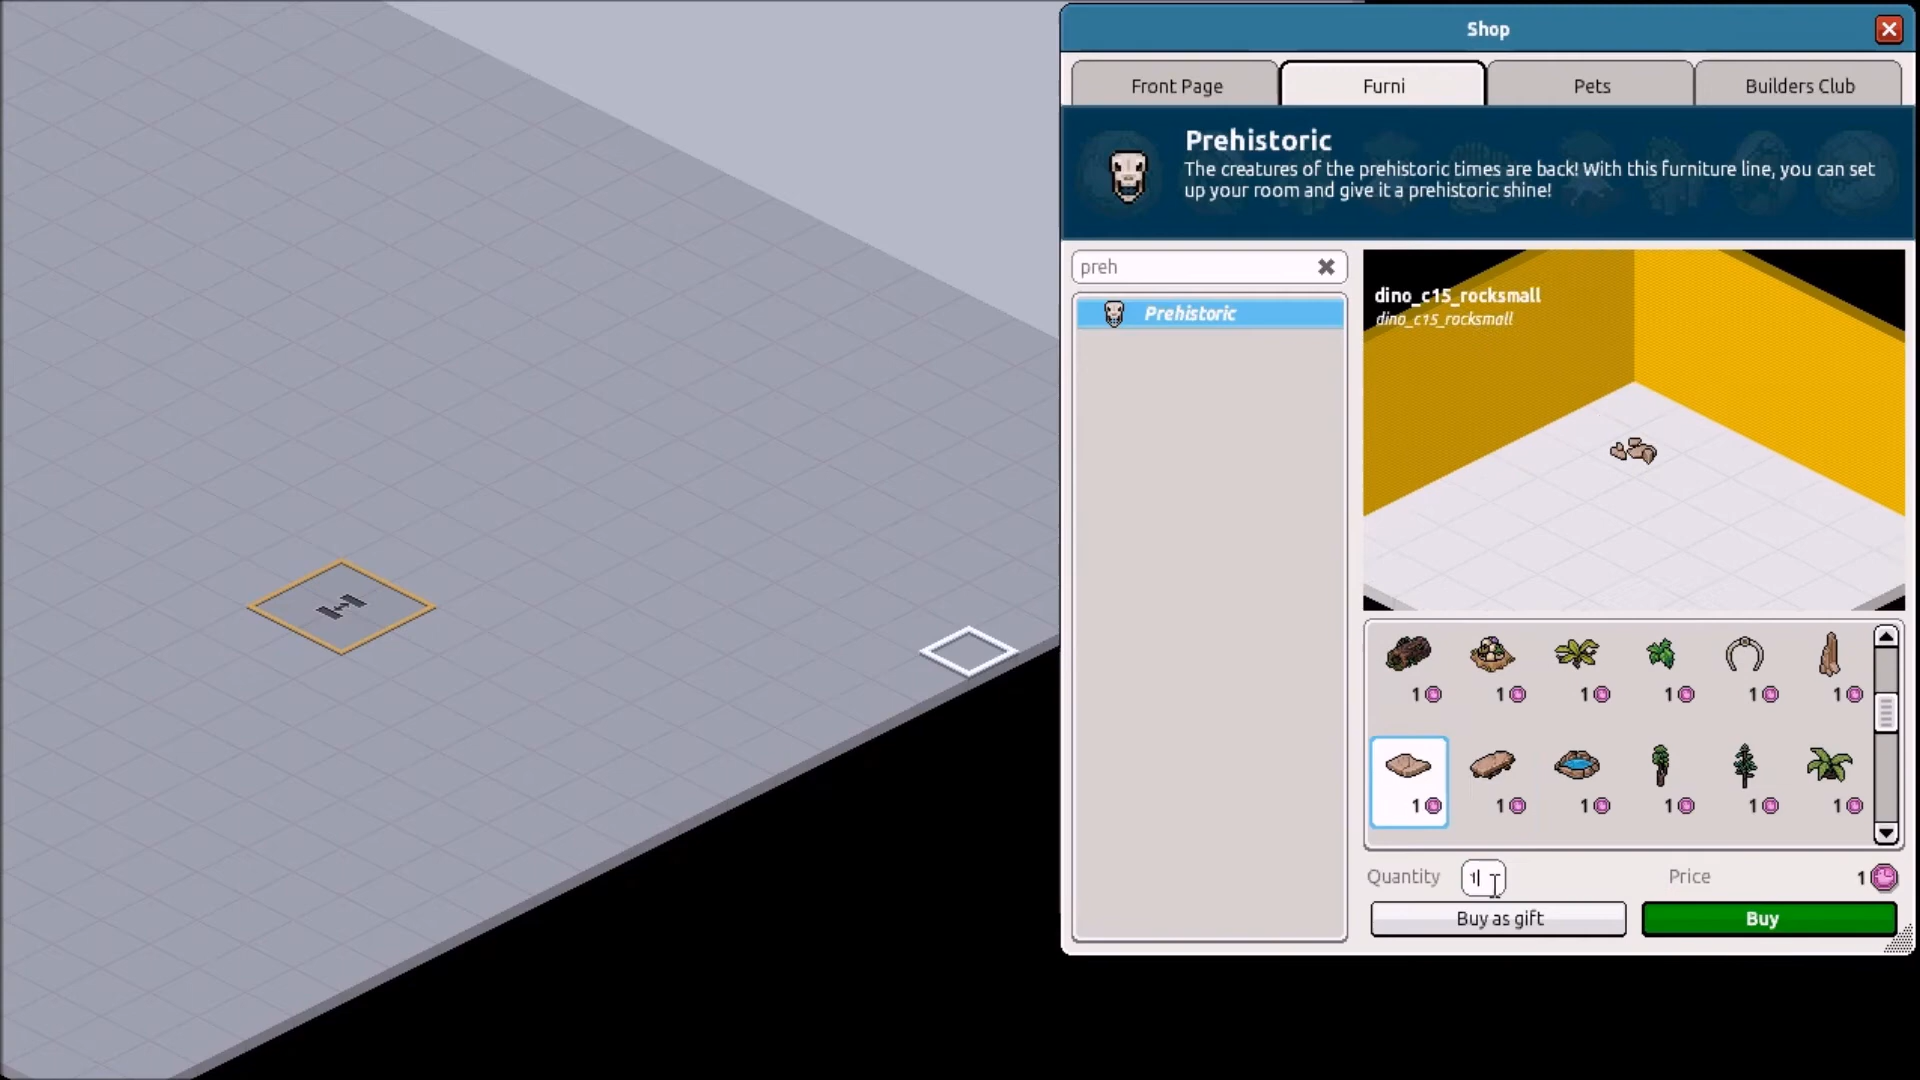 Shop
Front Page
Furni
Pets
Builders Club
Prehistoric
The creatures of the prehistoric times are back! With this furniture line, you can set
up your room and give it a prehistoric shine!
preh
Prehistoric
dino_c15_rocksmall
dino_c15_rocksmall
1 1 1 1 1 1
1 1 1 1 1 1
Quantity 1 Price 1
Buy as gift Buy